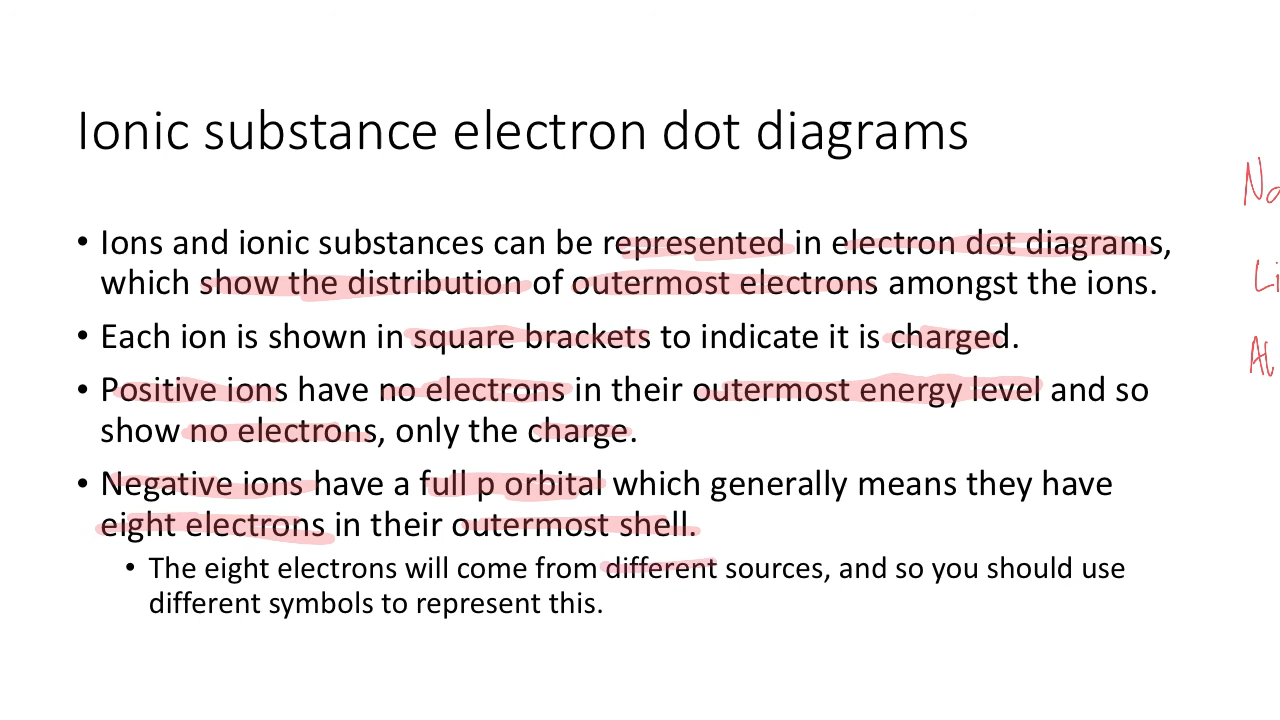 Ionic substance electron dot diagrams
• Ions and ionic substances can be represented in electron dot diagrams,
which show the distribution of outermost electrons amongst the ions.
• Each ion is shown in square brackets to indicate it is charged.
• Positive ions have no electrons in their outermost energy level and so
show no electrons, only the charge.
• Negative ions have a full p orbital which generally means they have
eight electrons in their outermost shell.
• The eight electrons will come from different sources, and so you should use
different symbols to represent this.
Na
Li